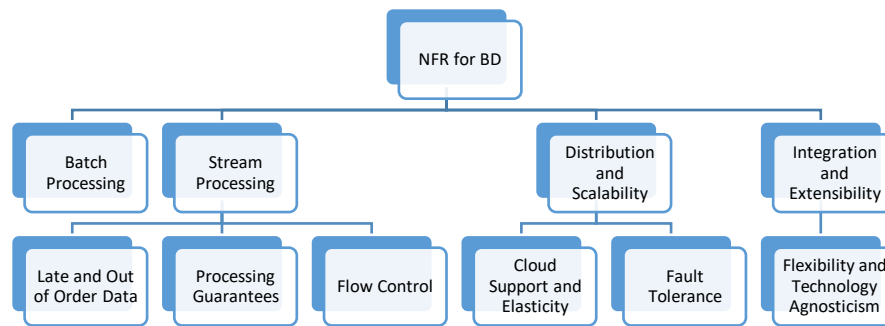 NFR for BD
Batch
Processing
Stream
Processing
Distribution
and
Scalability
Integration
and
Extensibility
Late and Out
of Order Data
Processing
Guarantees
Flow Control
Cloud
Support and
Elasticity
Fault
Tolerance
Flexibility and
Technology
Agnosticism